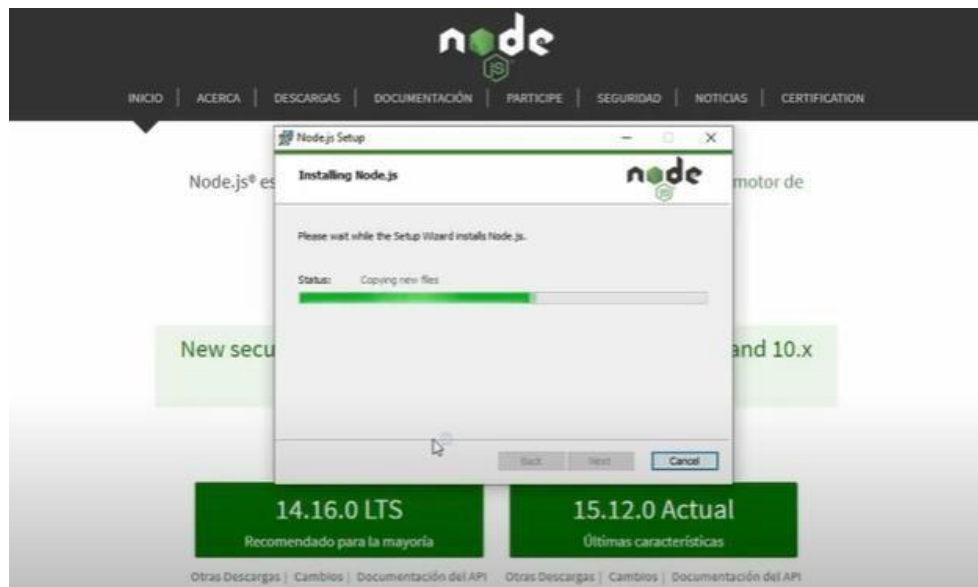 node
JS
INICIO | ACERCA | DESCARGAS | DOCUMENTACIÓN | PARTICIPE | SEGURIDAD | NOTICIAS | CERTIFICATION
Node.js Setup
Installing Node.js
node
Node.js® es
motor de
Please wait while the Setup Wizard installs Node.js.
Status: Copying new files
New secu
and 10.x
Back Next Cancel
14.16.0 LTS
Recomendado para la mayoría
15.12.0 Actual
Últimas características
Otras Descargas | Cambios | Documentación del API
Otras Descargas | Cambios | Documentación del API